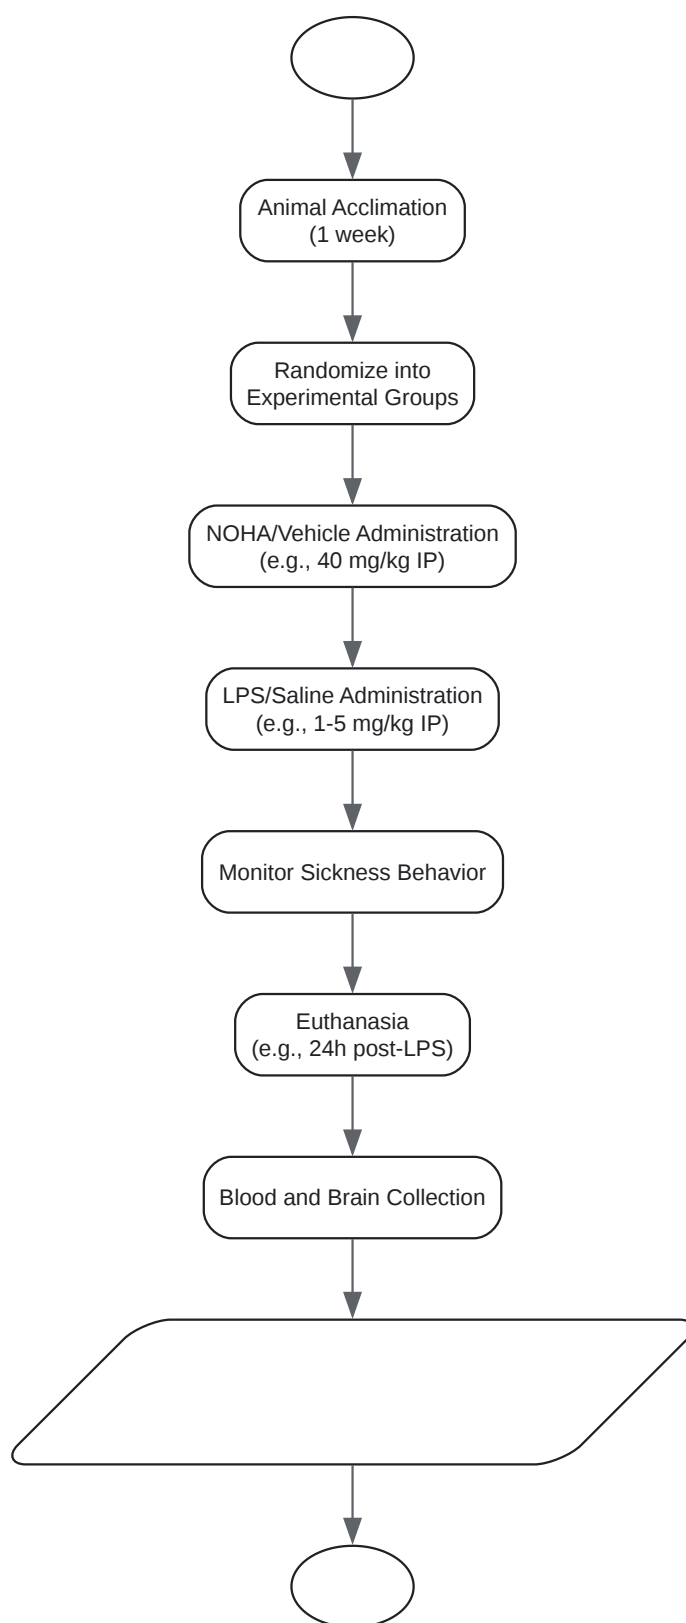 Animal Acclimation
(1 week)
Randomize into
Experimental Groups
NOHA/Vehicle Administration
(e.g., 40 mg/kg IP)
LPS/Saline Administration
(e.g., 1-5 mg/kg IP)
Monitor Sickness Behavior
Euthanasia
(e.g., 24h post-LPS)
Blood and Brain Collection